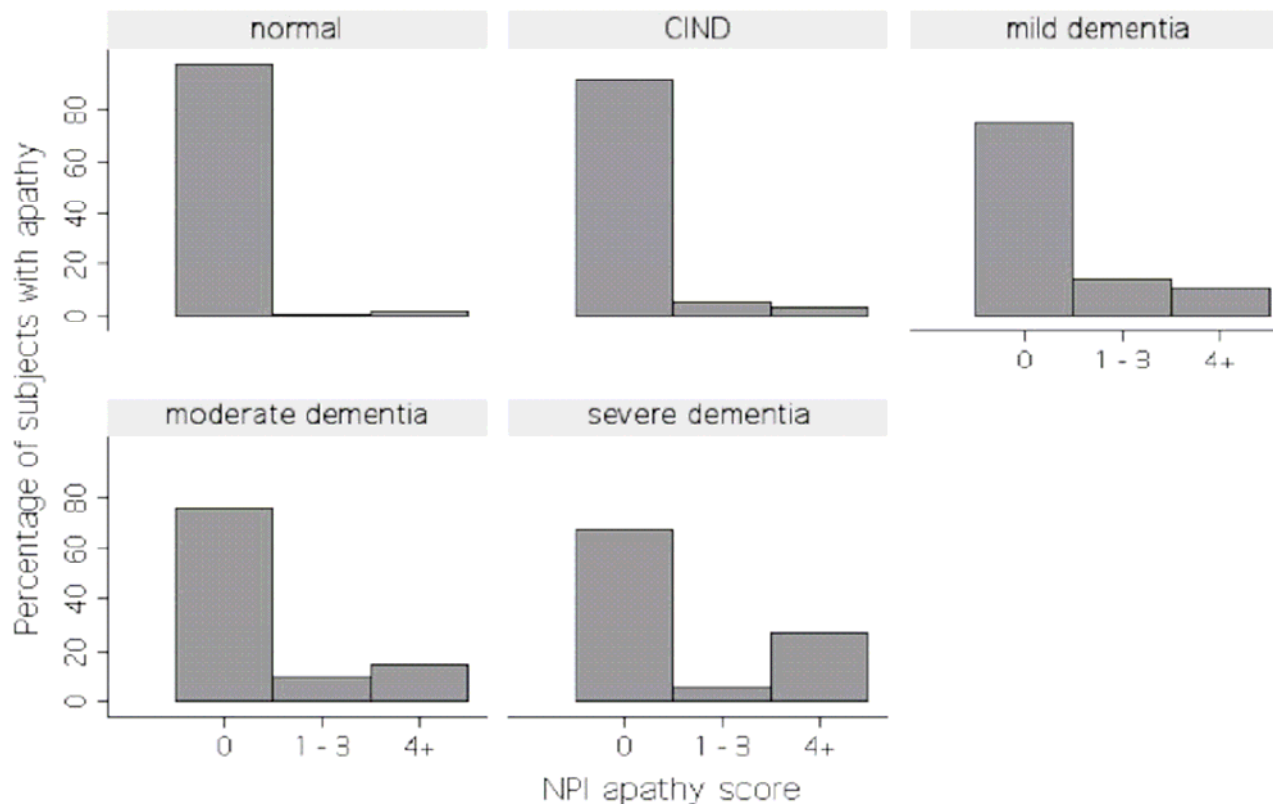 normal
CIND
mild dementia
80
60
40
20
0
0 1 - 3 4+
moderate dementia
severe dementia
80
60
40
20
0
0 1 - 3 4+
0 1 - 3 4+
Percentage of subjects with apathy
NPI apathy score